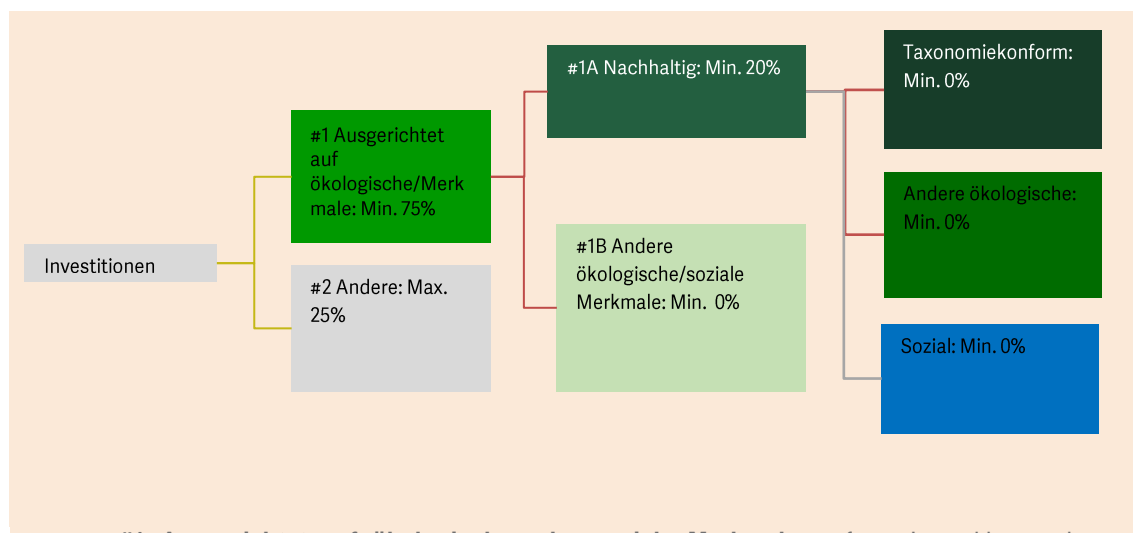 Investitionen
#1 Ausgerichtet
auf
ökologische/Merk
male: Min. 75%
#2 Andere: Max.
25%
#1A Nachhaltig: Min. 20%
#1B Andere
ökologische/soziale
Merkmale: Min. 0%
Taxonomiekonform:
Min. 0%
Andere ökologische:
Min. 0%
Sozial: Min. 0%